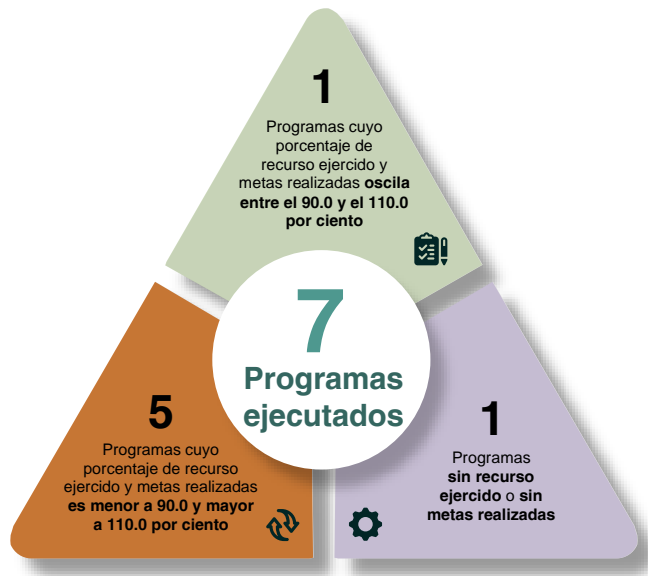 1
Programas cuyo
porcentaje de
recurso ejercido y
metas realizadas oscila
entre el 90.0 y el 110.0
por ciento
7
Programas
ejecutados
5
Programas cuyo
porcentaje de recurso
ejercido y metas realizadas
es menor a 90.0 y mayor
a 110.0 por ciento
1
Programas
sin recurso
ejercido o sin
metas realizadas